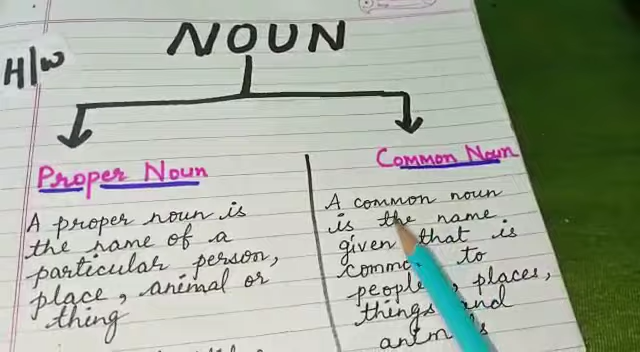 NOUN
H/w
Proper Noun
A proper noun is
the name of a
particular person,
place, animal or
thing
Common Noun
A common noun
is the name
given that is
to
people, places,
things and